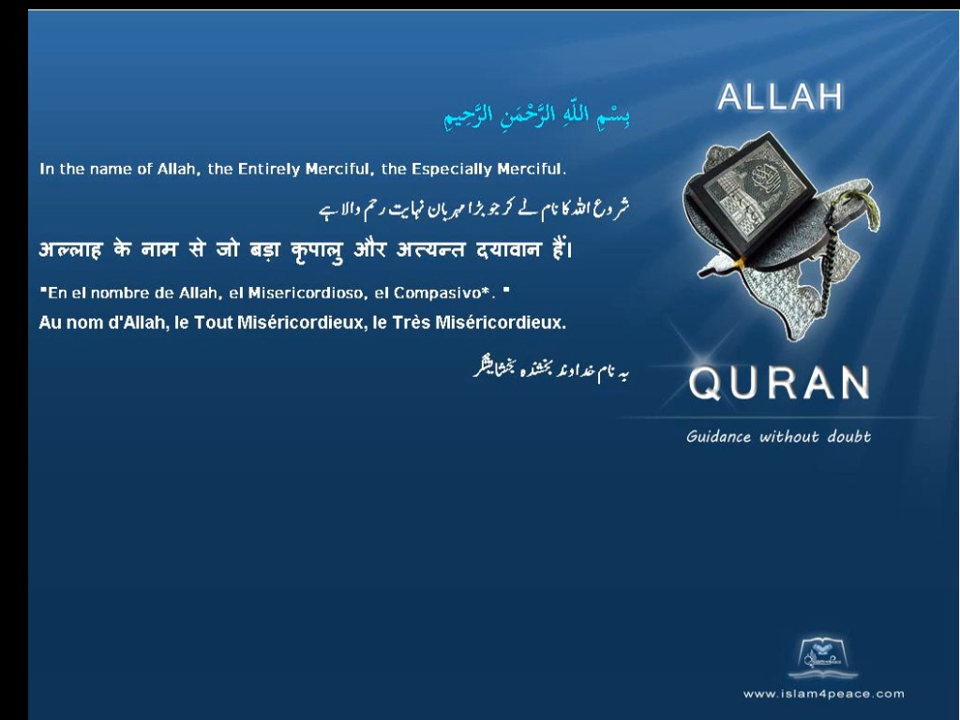 بِسْمِ اللّهِ الرَّحْمَنِ الرَّحِيمِ
In the name of Allah, the Entirely Merciful, the Especially Merciful.
شروع الله کا نام لے کر جو بڑا مہربان نہایت رحم والا ہے
अल्लाह के नाम से जो बड़ा कृपालु और अत्यन्त दयावान हैं।
"En el nombre de Allah, el Misericordioso, el Compasivo*. "
Au nom d'Allah, le Tout Miséricordieux, le Très Miséricordieux.
به نام خداوند بخشنده بخشایشگر
ALLAH
QURAN
Guidance without doubt
www.islam4peace.com